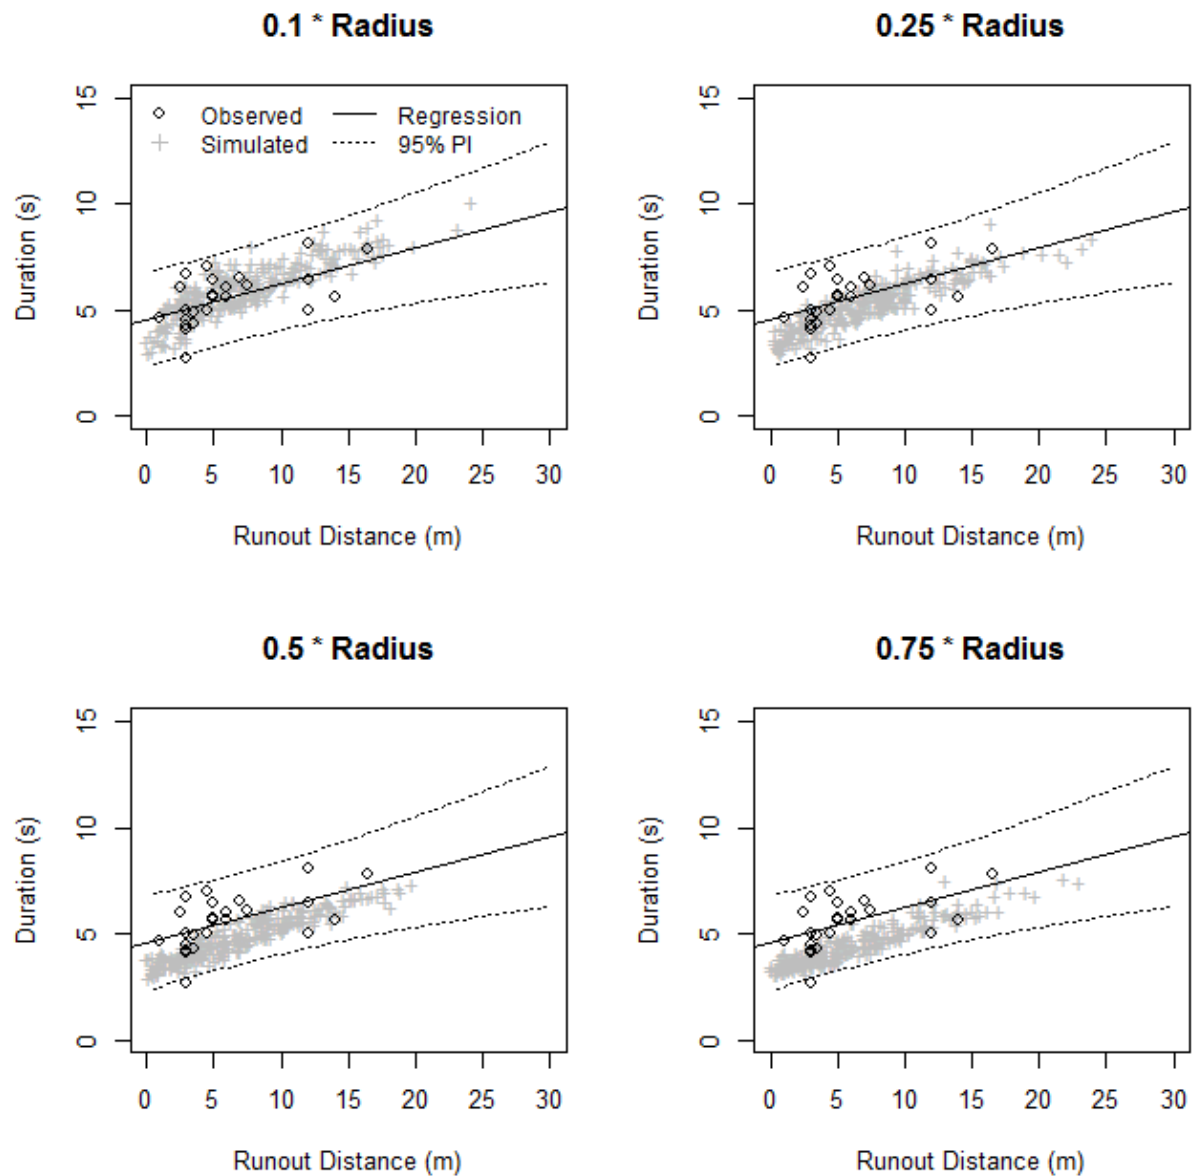 0.1 * Radius
15
10
5
0
Duration (s)
Observed
Regression
Simulated
95% PI
0 5 10 15 20 25 30
Runout Distance (m)
0.25 * Radius
15
10
5
0
Duration (s)
0 5 10 15 20 25 30
Runout Distance (m)
0.5 * Radius
15
10
5
0
Duration (s)
0 5 10 15 20 25 30
Runout Distance (m)
0.75 * Radius
15
10
5
0
Duration (s)
0 5 10 15 20 25 30
Runout Distance (m)